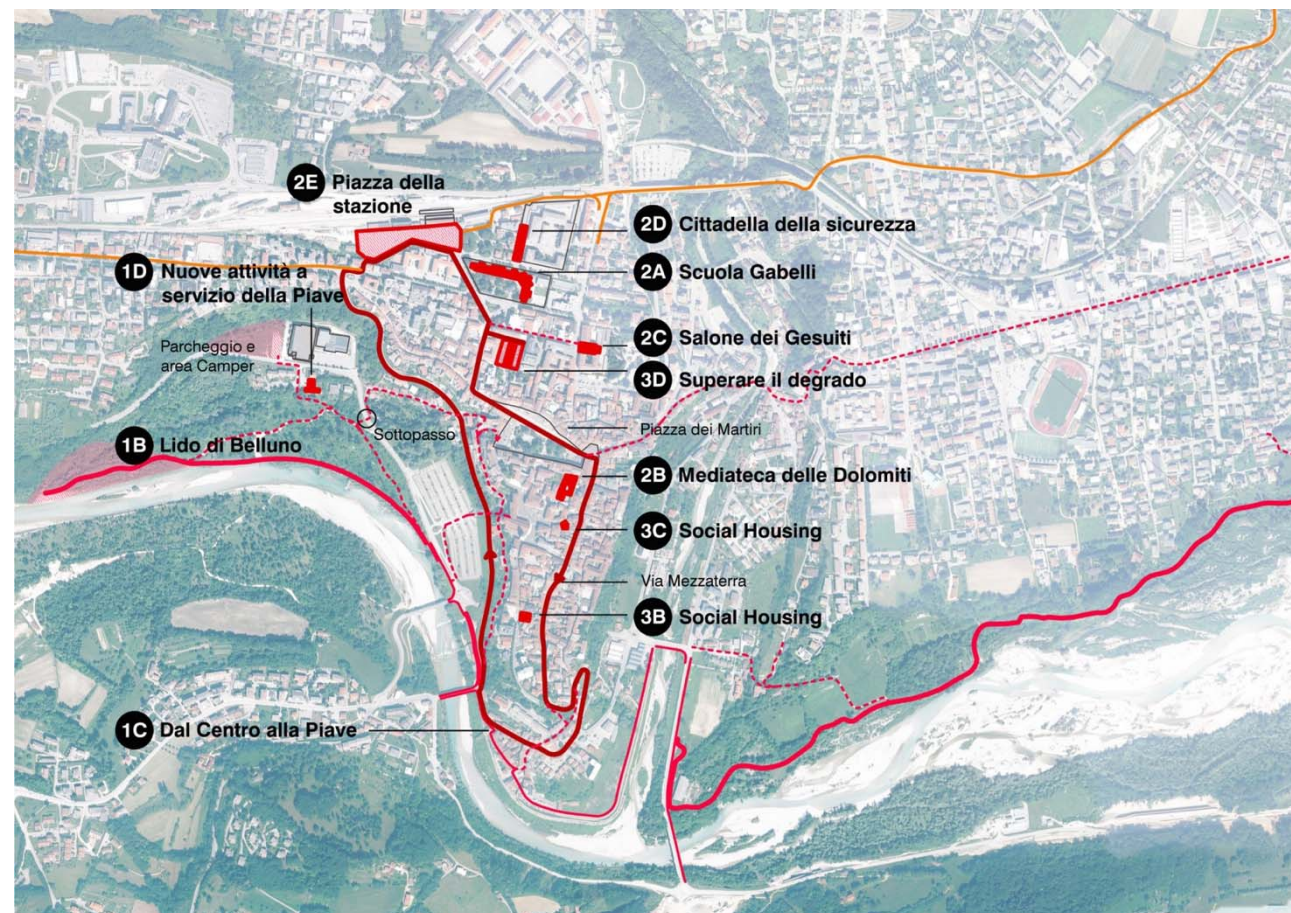 2E Piazza della
stazione
2D Cittadella della sicurezza
1D Nuove attività a
servizio della Piave
2A Scuola Gabelli
Parcheggio e
area Camper
2C Salone dei Gesuiti
3D Superare il degrado
Piazza dei Martiri
Sottopasso
1B Lido di Belluno
2B Mediateca delle Dolomiti
3C Social Housing
Via Mezzaterra
3B Social Housing
1C Dal Centro alla Piave